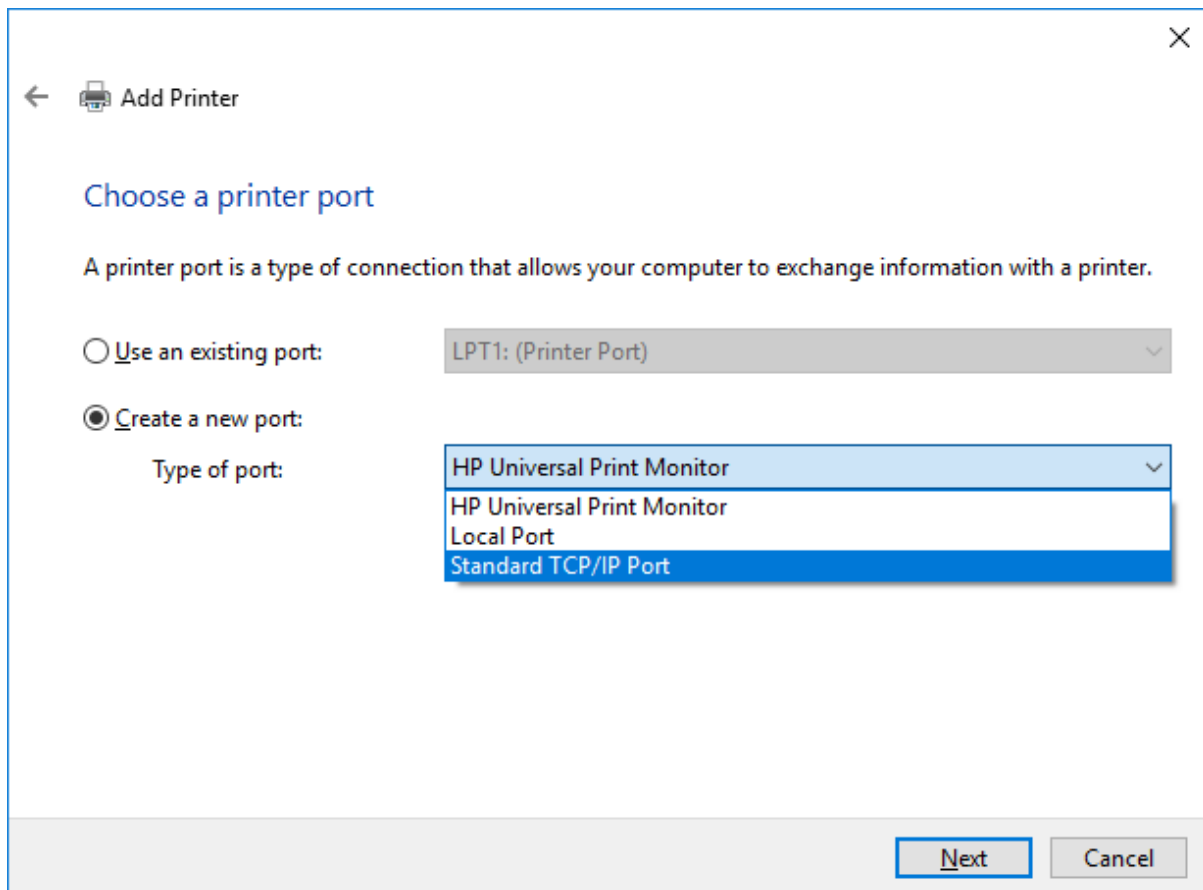 Add Printer
Choose a printer port
A printer port is a type of connection that allows your computer to exchange information with a printer.
Use an existing port: LPT1: (Printer Port)
Create a new port:
Type of port: HP Universal Print Monitor
HP Universal Print Monitor
Local Port
Standard TCP/IP Port
Next Cancel